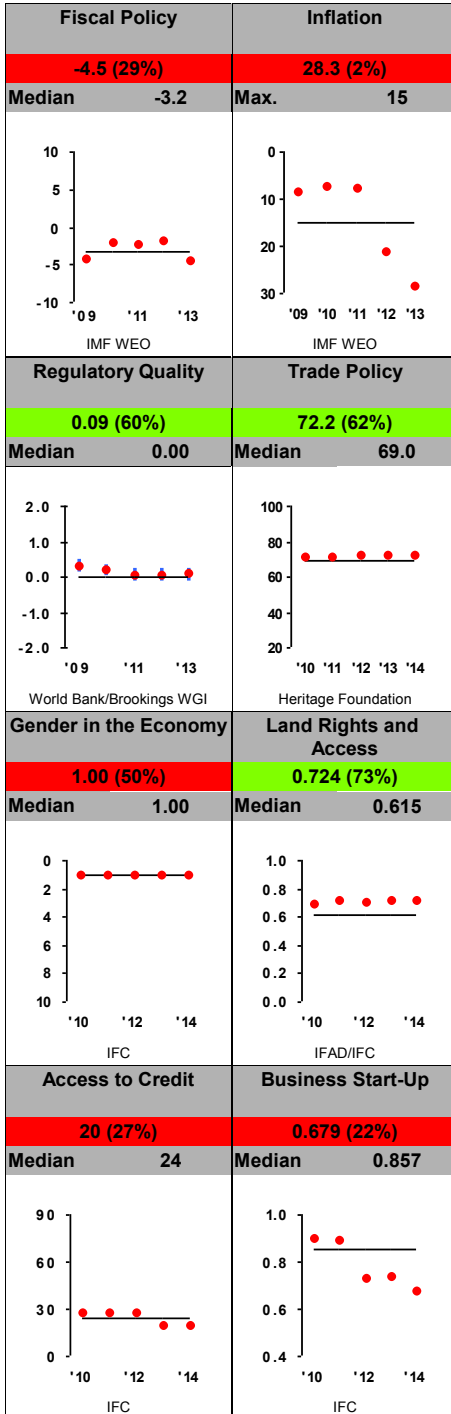 Fiscal Policy
-4.5 (29%)
Median -3.2
10
5
0
-5
-10
'09 '11 '13
IMF WEO
Inflation
28.3 (2%)
Max. 15
0
10
20
30
'09 '10 '11 '12 '13
IMF WEO
Regulatory Quality
0.09 (60%)
Median 0.00
2.0
1.0
0.0
-1.0
-2.0
'09 '11 '13
World Bank/Brookings WGI
Trade Policy
72.2 (62%)
Median 69.0
100
80
60
40
20
'10 '11 '12 '13 '14
Heritage Foundation
Gender in the Economy
1.00 (50%)
Median 1.00
0
2
4
6
8
10
'10 '12 '14
IFC
Land Rights and
Access
0.724 (73%)
Median 0.615
1.0
0.8
0.6
0.4
0.2
0.0
'10 '12 '14
IFAD/IFC
Access to Credit
20 (27%)
Median 24
90
60
30
0
'10 '12 '14
IFC
Business Start-Up
0.679 (22%)
Median 0.857
1.0
0.8
0.6
0.4
'10 '12 '14
IFC